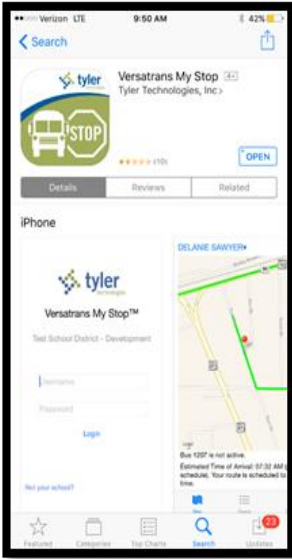 Verizon LTE 9:50 AM 42%
Search
tyler
STOP
Versatrans My Stop 4+
Tyler Technologies, Inc >
(10)
OPEN
Details Reviews Related
iPhone
tyler
technologies
Versatrans My Stop™
Test School District - Development
Username
Password
Login
Not your school?
DELANIE SAWYER
Bus 1207 is not active.
Estimated Time of Arrival: 07:32 AM
schedule). Your route is scheduled to
time.
Featured Categories Top Charts Search Updates
23